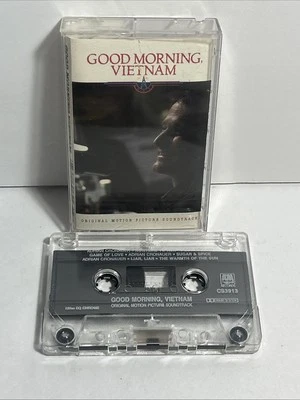 GOOD MORNING,
VIETNAM
ORIGINAL MOTION PICTURE SOUNDTRACK
GAME OF LOVE • ADRIAN CRONAUER • SUGAR & SPICE
ADRIAN CRONAUER • LIAR, LIAR • THE WARMTH OF THE SUN
A&M
CS3913
GOOD MORNING, VIETNAM
ORIGINAL MOTION PICTURE SOUNDTRACK